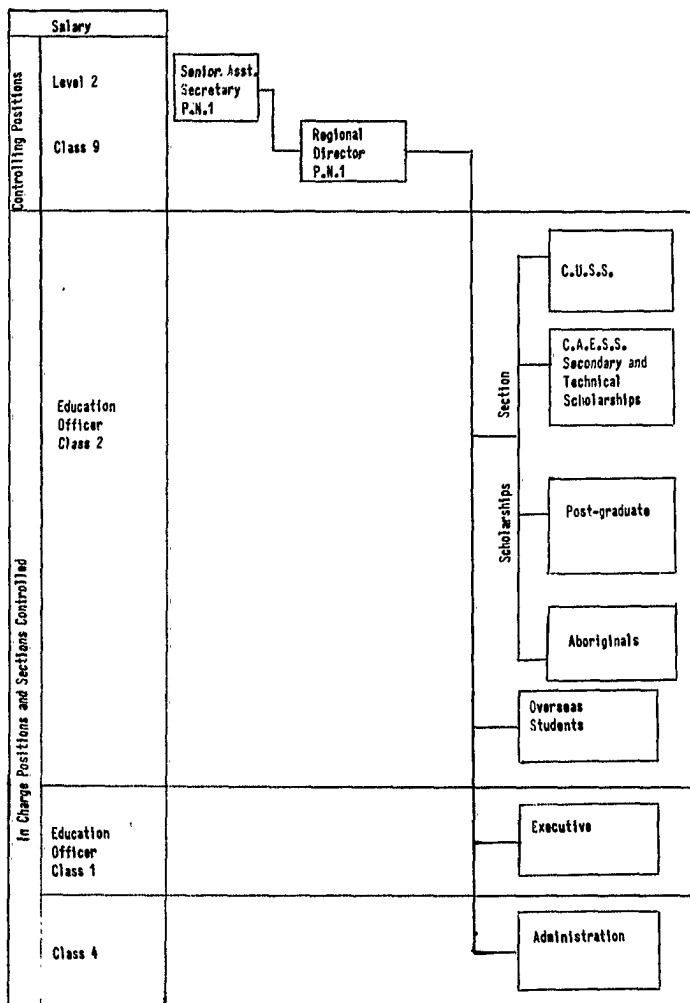 Salary
Controlling Positions
Level 2
Senior Asst.
Secretary
P.N.1
Class 9
Regional
Director
P.N.1
In Charge Positions and Sections Controlled
Education
Officer
Class 2
Scholarships Section
C.U.S.S.
C.A.E.S.S.
Secondary and
Technical
Scholarships
Post-graduate
Aboriginals
Overseas
Students
Education
Officer
Class 1
Executive
Class 4
Administration